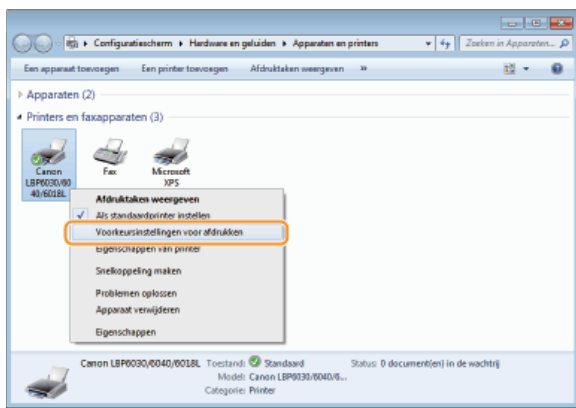 Configuratiescherm ▸ Hardware en geluiden ▸ Apparaten en printers
Zoeken in Apparaten...
Een apparaat toevoegen Een printer toevoegen Afdruktaken weergeven »
Apparaten (2)
Printers en faxapparaten (3)
Canon LBP6030/6040/6018L
Fax
Microsoft XPS
Afdruktaken weergeven
Als standaardprinter instellen
Voorkeursinstellingen voor afdrukken
Eigenschappen van printer
Snelkoppeling maken
Problemen oplossen
Apparaat verwijderen
Eigenschappen
Canon LBP6030/6040/6018L Toestand: Standaard Status: 0 document(en) in de wachtrij
Model: Canon LBP6030/6040/6...
Categorie: Printer